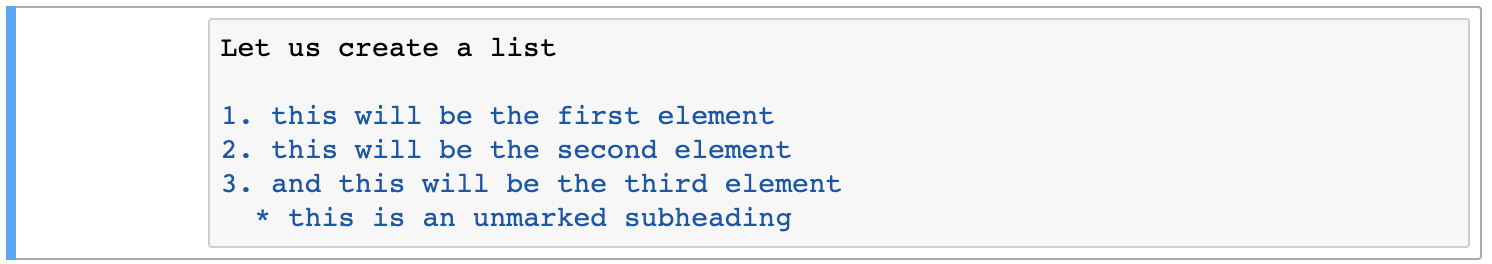 Let us create a list

1. this will be the first element
2. this will be the second element
3. and this will be the third element
  * this is an unmarked subheading